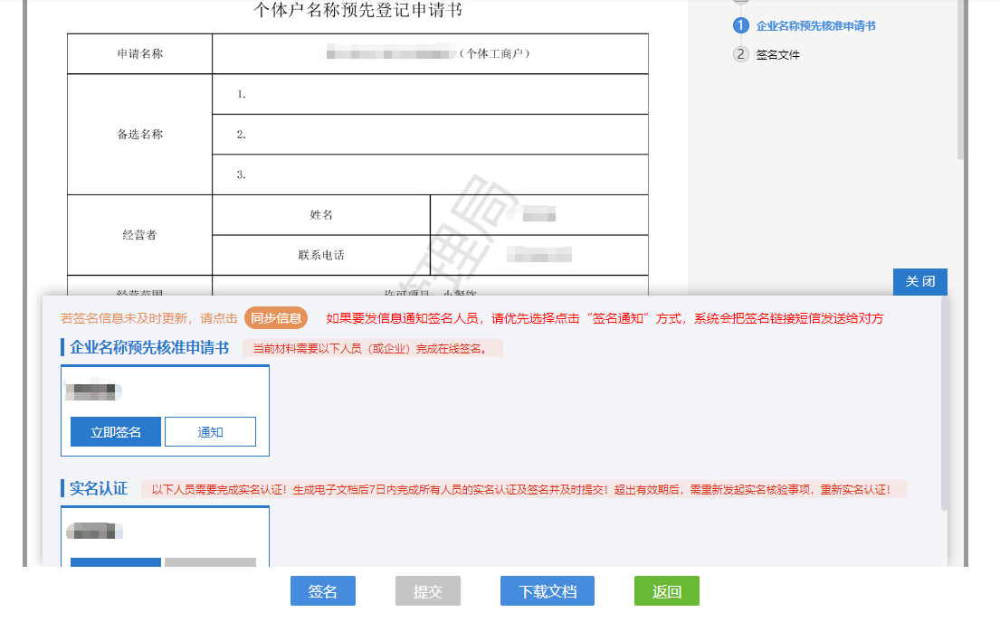 个体户名称预先登记申请书
申请名称
（个体工商户）
备选名称
1.
2.
3.
经营者
姓名
联系电话
经营范围
许可项目：小餐饮
理局
1 企业名称预先核准申请书
2 签名文件
关闭
若签名信息未及时更新，请点击 同步信息 如果要发信息通知签名人员，请优先选择点击“签名通知”方式，系统会把签名链接短信发送给对方
企业名称预先核准申请书 当前材料需要以下人员（或企业）完成在线签名。
立即签名 通知
实名认证 以下人员需要完成实名认证！生成电子文档后7日内完成所有人员的实名认证及签名并及时提交！超出有效期后，需重新发起实名核验事项，重新实名认证！
签名 提交 下载文档 返回